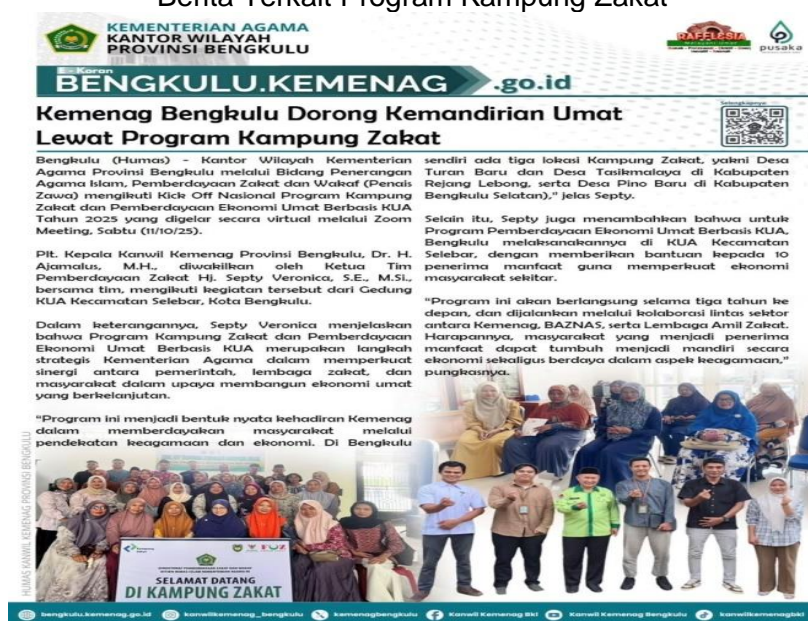 Berita Terkait Program Kampung Zakat
KEMENTERIAN AGAMA
KANTOR WILAYAH
PROVINSI BENGKULU
RAFFLESIA
pusaka
E - Koran
BENGKULU.KEMENAG .go.id
Kemenag Bengkulu Dorong Kemandirian Umat
Lewat Program Kampung Zakat
Selengkapnya
Bengkulu (Humas) - Kantor Wilayah Kementerian
Agama Provinsi Bengkulu melalui Bidang Penerangan
Agama Islam, Pemberdayaan Zakat dan Wakaf (Penais
Zawa) mengikuti Kick Off Nasional Program Kampung
Zakat dan Pemberdayaan Ekonomi Umat Berbasis KUA
Tahun 2025 yang digelar secara virtual melalui Zoom
Meeting, Sabtu (11/10/25).
Plt. Kepala Kanwil Kemenag Provinsi Bengkulu, Dr. H.
Ajamalus, M.H., diwakilkan oleh Ketua Tim
Pemberdayaan Zakat Hj. Septy Veronica, S.E., M.Si.,
bersama tim, mengikuti kegiatan tersebut dari Gedung
KUA Kecamatan Selebar, Kota Bengkulu.
Dalam keterangannya, Septy Veronica menjelaskan
bahwa Program Kampung Zakat dan Pemberdayaan
Ekonomi Umat Berbasis KUA merupakan langkah
strategis Kementerian Agama dalam memperkuat
sinergi antara pemerintah, lembaga zakat, dan
masyarakat dalam upaya membangun ekonomi umat
yang berkelanjutan.
"Program ini menjadi bentuk nyata kehadiran Kemenag
dalam memberdayakan masyarakat melalui
pendekatan keagamaan dan ekonomi. Di Bengkulu
sendiri ada tiga lokasi Kampung Zakat, yakni Desa
Turan Baru dan Desa Tasikmalaya di Kabupaten
Rejang Lebong, serta Desa Pino Baru di Kabupaten
Bengkulu Selatan)," jelas Septy.
Selain itu, Septy juga menambahkan bahwa untuk
Program Pemberdayaan Ekonomi Umat Berbasis KUA,
Bengkulu melaksanakannya di KUA Kecamatan
Selebar, dengan memberikan bantuan kepada 10
penerima manfaat guna memperkuat ekonomi
masyarakat sekitar.
"Program ini akan berlangsung selama tiga tahun ke
depan, dan dijalankan melalui kolaborasi lintas sektor
antara Kemenag, BAZNAS, serta Lembaga Amil Zakat.
Harapannya, masyarakat yang menjadi penerima
manfaat dapat tumbuh menjadi mandiri secara
ekonomi sekaligus berdaya dalam aspek keagamaan,"
pungkasnya.
HUMAS KANWIL KEMENAG PROVINSI BENGKULU
SELAMAT DATANG
DI KAMPUNG ZAKAT
bengkulu.kemenag.go.id kanwilkemenag_bengkulu kemenagbengkulu Kanwil Kemenag Bkl Kanwil Kemenag Bengkulu kanwilkemenagbkl